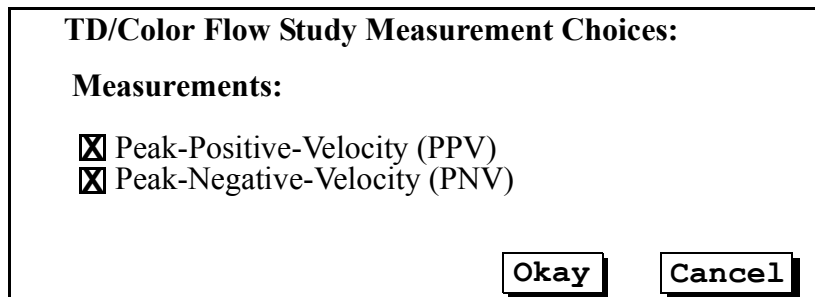 TD/Color Flow Study Measurement Choices:
Measurements:
X Peak-Positive-Velocity (PPV)
X Peak-Negative-Velocity (PNV)
Okay Cancel